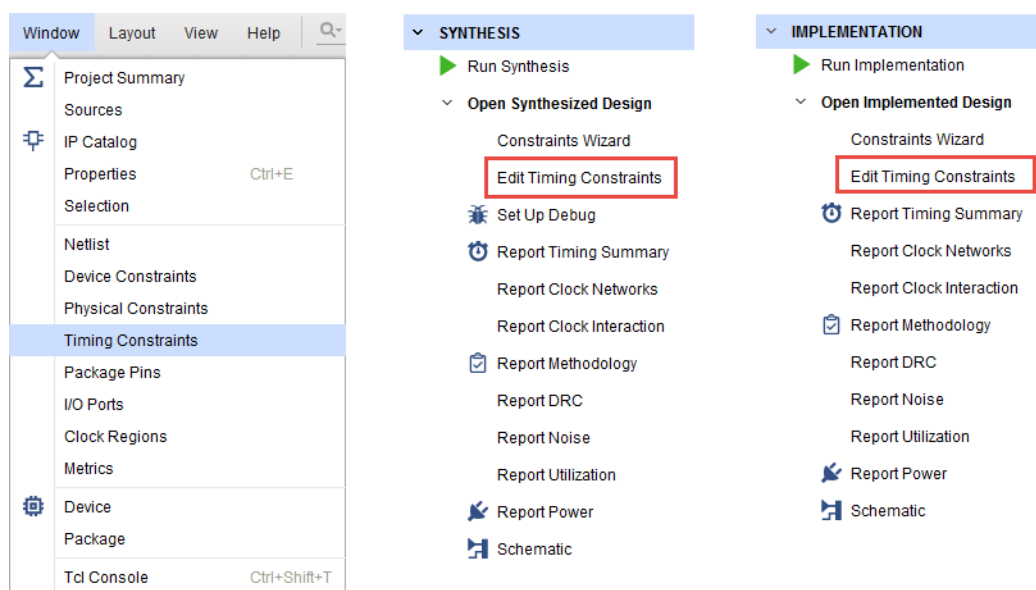 Window Layout View Help
Project Summary
Sources
IP Catalog
Properties Ctrl+E
Selection
Netlist
Device Constraints
Physical Constraints
Timing Constraints
Package Pins
I/O Ports
Clock Regions
Metrics
Device
Package
Tcl Console Ctrl+Shift+T
SYNTHESIS
Run Synthesis
Open Synthesized Design
Constraints Wizard
Edit Timing Constraints
Set Up Debug
Report Timing Summary
Report Clock Networks
Report Clock Interaction
Report Methodology
Report DRC
Report Noise
Report Utilization
Report Power
Schematic
IMPLEMENTATION
Run Implementation
Open Implemented Design
Constraints Wizard
Edit Timing Constraints
Report Timing Summary
Report Clock Networks
Report Clock Interaction
Report Methodology
Report DRC
Report Noise
Report Utilization
Report Power
Schematic